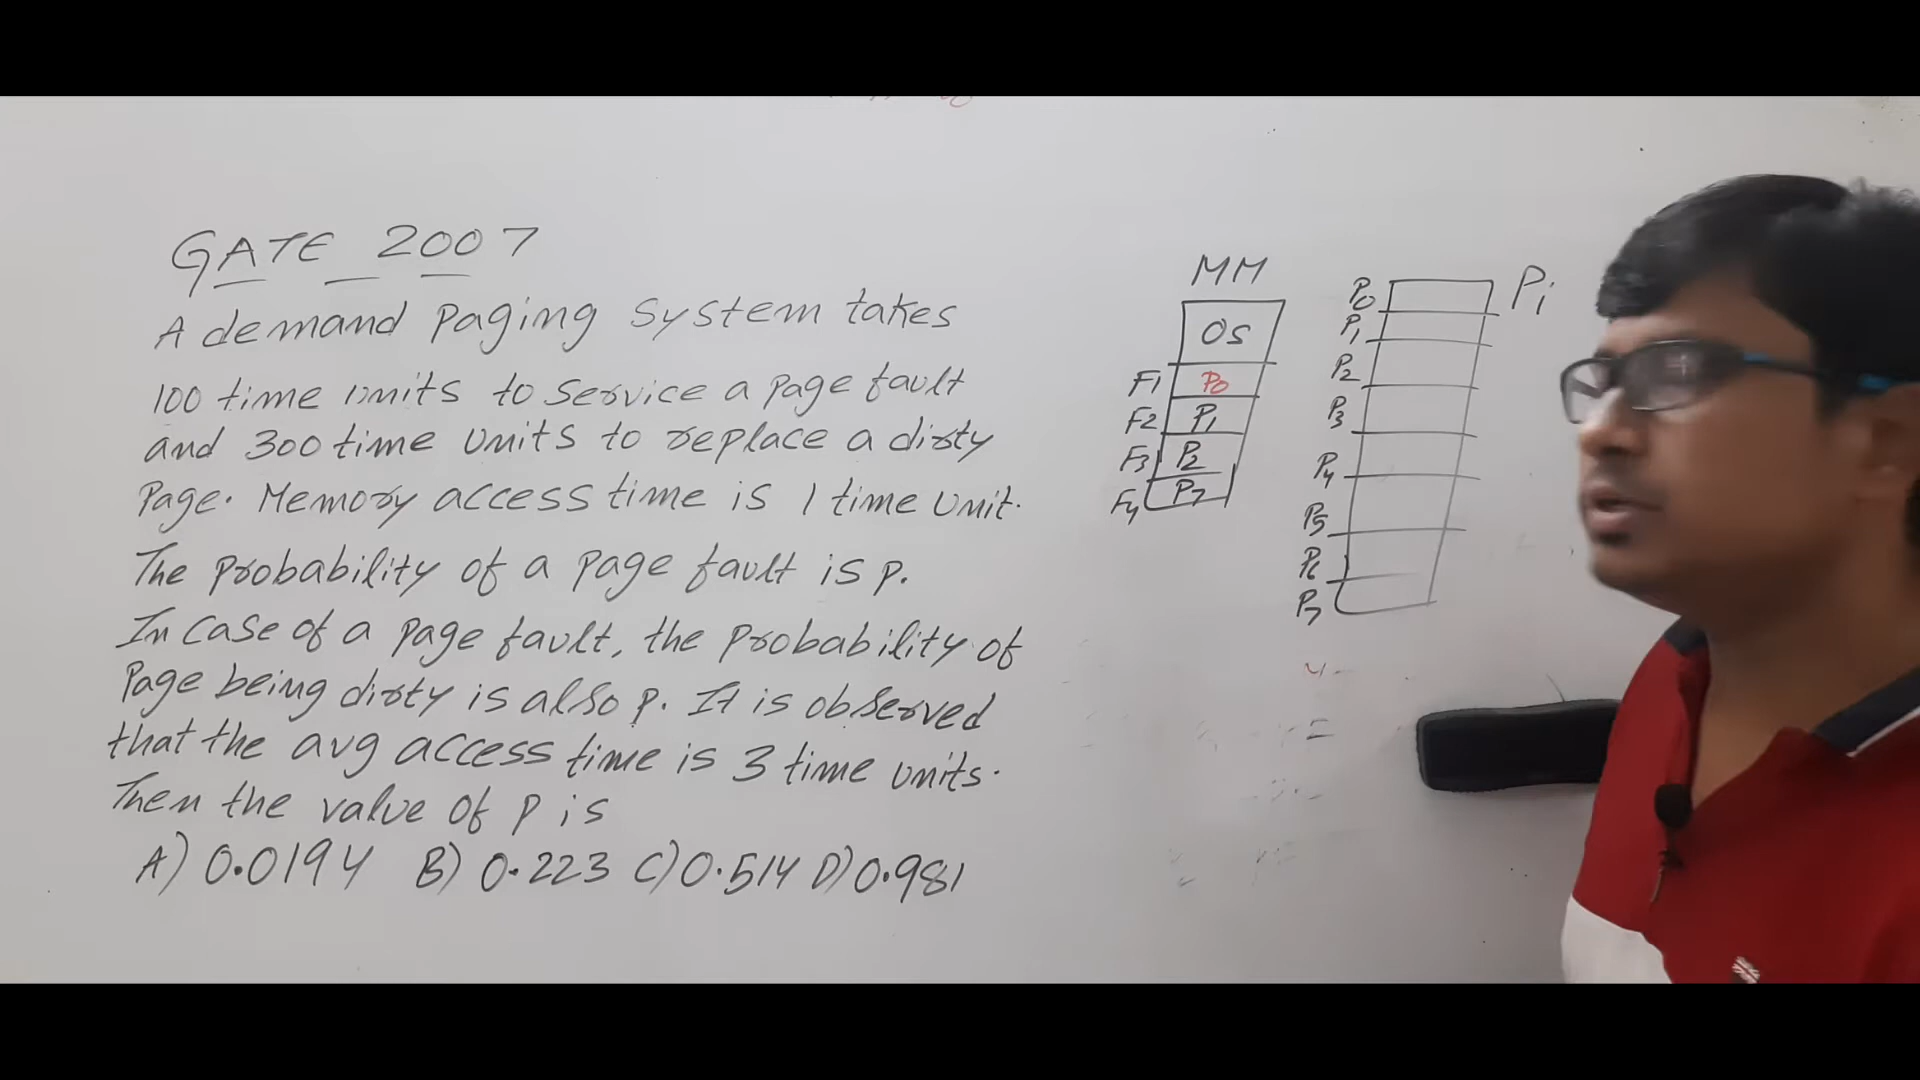 GATE 2007
A demand paging system takes
100 time units to service a page fault
and 300 time units to replace a dirty
Page. Memory access time is 1 time unit.
The probability of a page fault is p.
In case of a page fault, the probability of
Page being dirty is also p. It is observed
that the avg access time is 3 time units.
Then the value of p is
A) 0.0194 B) 0.223 C) 0.514 D) 0.981
MM
OS
F1 P0
F2 P1
F3 P2
F4 P7
Pi
P0
P1
P2
P3
P4
P5
P6
P7